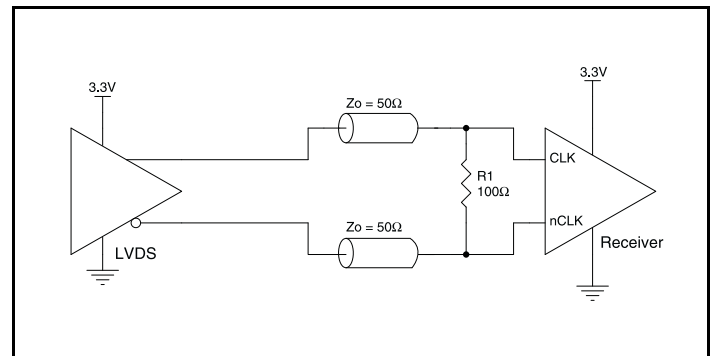 3.3V
3.3V
Zo = 50Ω
CLK
R1
100Ω
nCLK
Zo = 50Ω
Receiver
LVDS